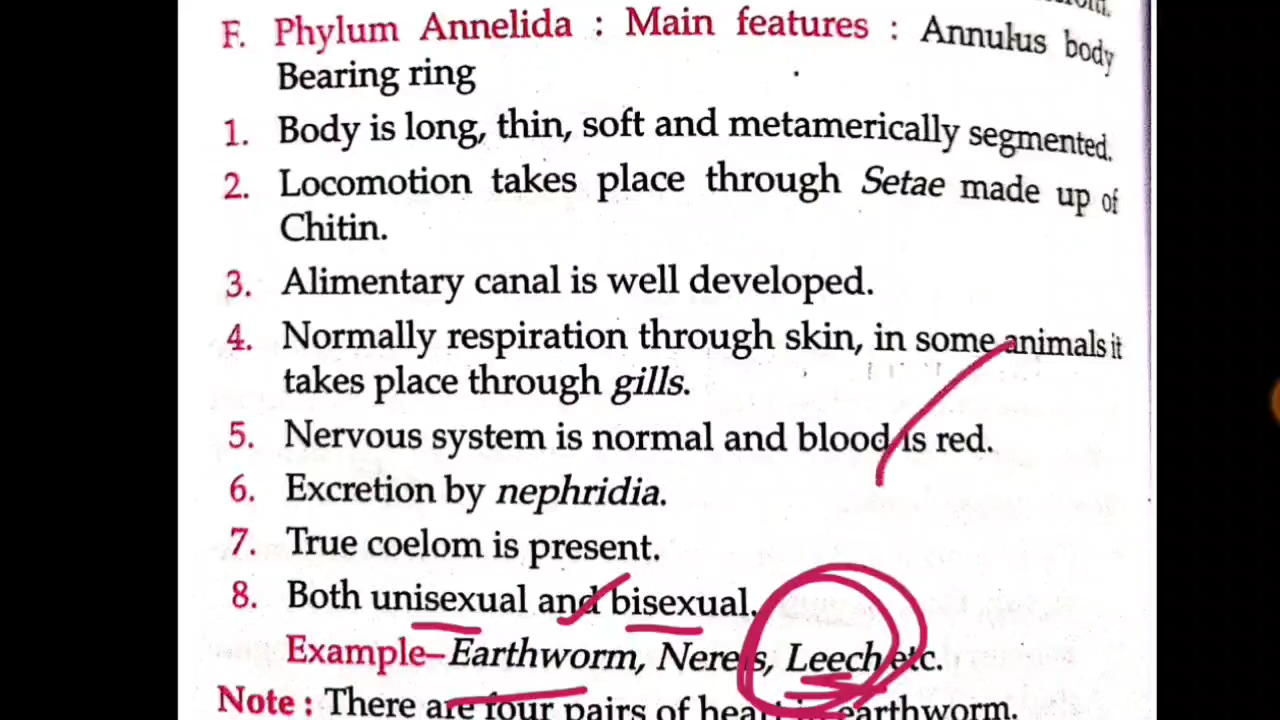 F. Phylum Annelida : Main features : Annulus body
Bearing ring
1. Body is long, thin, soft and metamerically segmented.
2. Locomotion takes place through Setae made up of
Chitin.
3. Alimentary canal is well developed.
4. Normally respiration through skin, in some animals it
takes place through gills.
5. Nervous system is normal and blood is red.
6. Excretion by nephridia.
7. True coelom is present.
8. Both unisexual and bisexual.
Example– Earthworm, Nereis, Leech etc.
Note : There are four pairs of heart in earthworm.